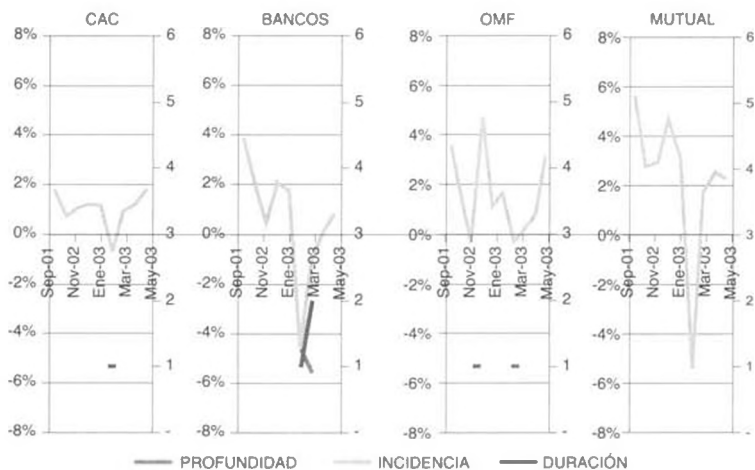 CAC
8%
6%
4%
2%
0%
-2%
-4%
-6%
-8%
6
5
4
3
2
1
-
Sep-01
Nov-02
Ene-03
Mar-03
May-03
BANCOS
8%
6%
4%
2%
0%
-2%
-4%
-6%
-8%
6
5
4
3
2
1
-
Sep-01
Nov-02
Ene-03
Mar-03
May-03
OMF
8%
6%
4%
2%
0%
-2%
-4%
-6%
-8%
6
5
4
3
2
1
-
Sep-01
Nov-02
Ene-03
Mar-03
May-03
MUTUAL
8%
6%
4%
2%
0%
-2%
-4%
-6%
-8%
6
5
4
3
2
1
-
Sep-01
Nov-02
Ene-03
Mar-03
May-03
PROFUNDIDAD INCIDENCIA DURACIÓN